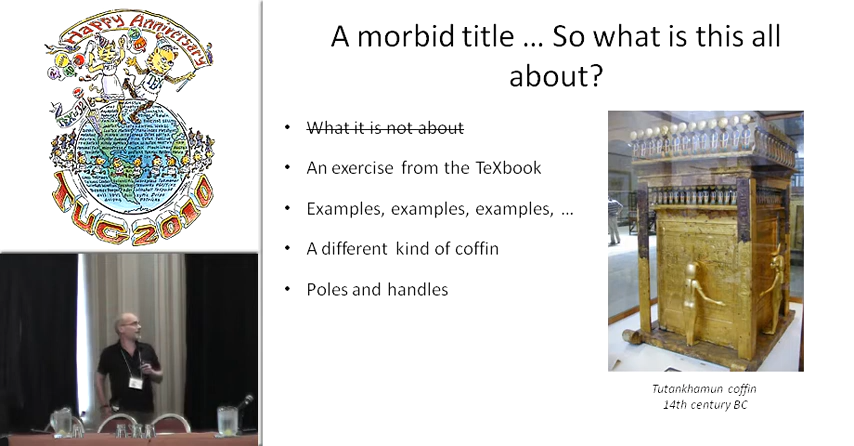 Happy Anniversary
TUG 2010
A morbid title ... So what is this all
about?
• What it is not about
• An exercise from the TeXbook
• Examples, examples, examples, ...
• A different kind of coffin
• Poles and handles
Tutankhamun coffin
14th century BC